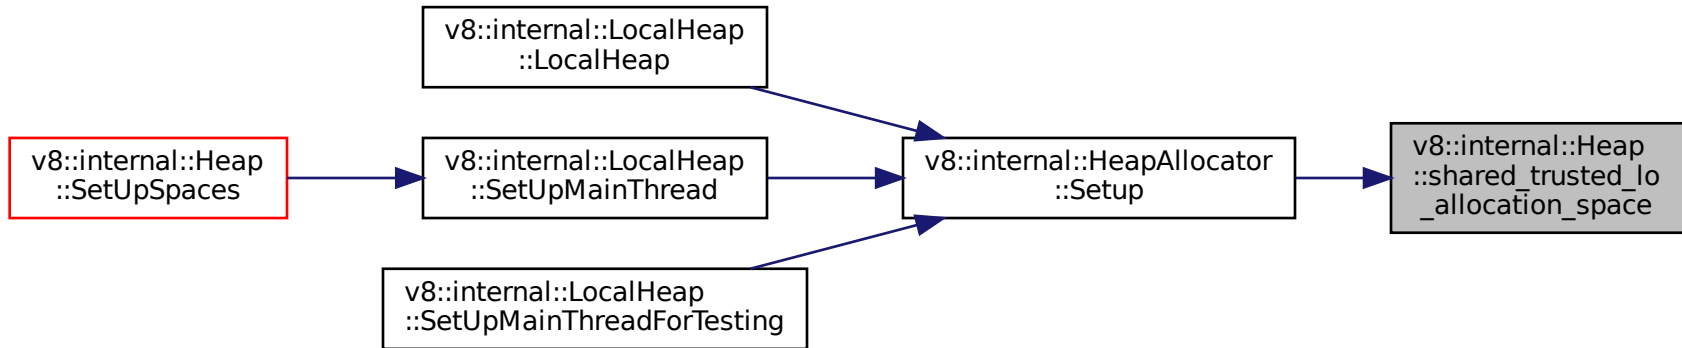 v8::internal::LocalHeap
::LocalHeap
v8::internal::Heap
::SetUpSpaces
v8::internal::LocalHeap
::SetUpMainThread
v8::internal::HeapAllocator
::Setup
v8::internal::Heap
::shared_trusted_lo
_allocation_space
v8::internal::LocalHeap
::SetUpMainThreadForTesting